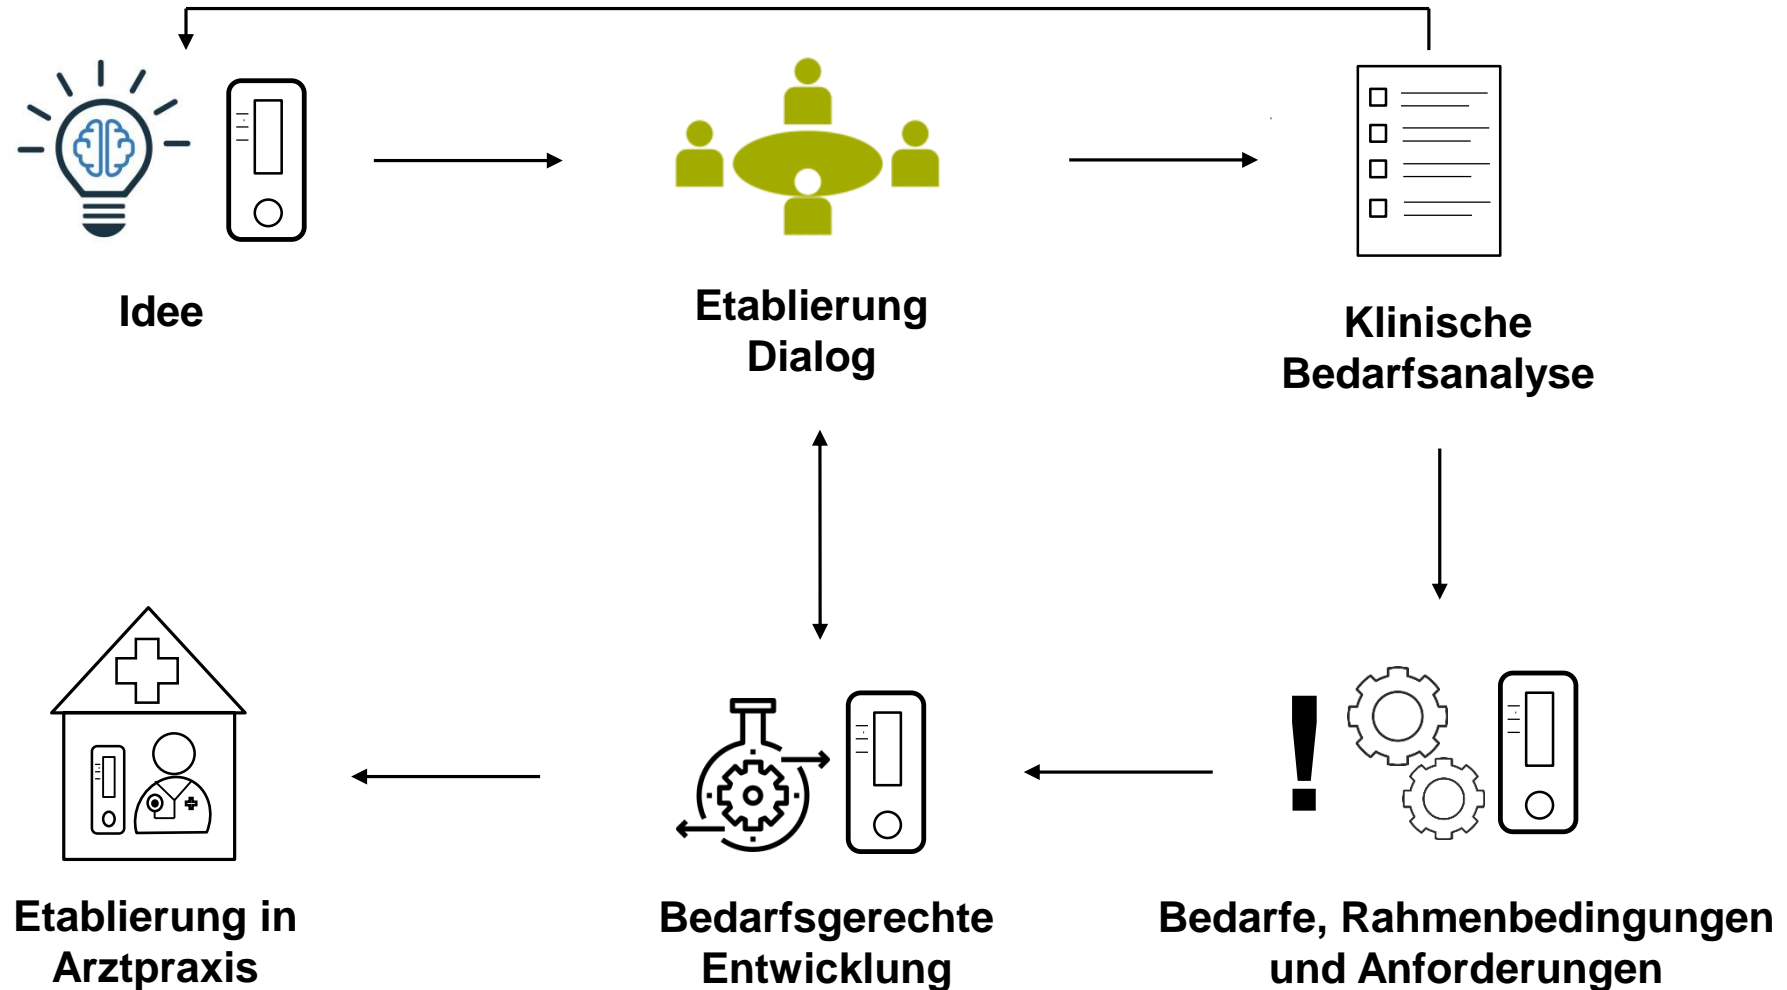 Idee
Etablierung
Dialog
Klinische
Bedarfsanalyse
Etablierung in
Arztpraxis
Bedarfsgerechte
Entwicklung
Bedarfe, Rahmenbedingungen
und Anforderungen